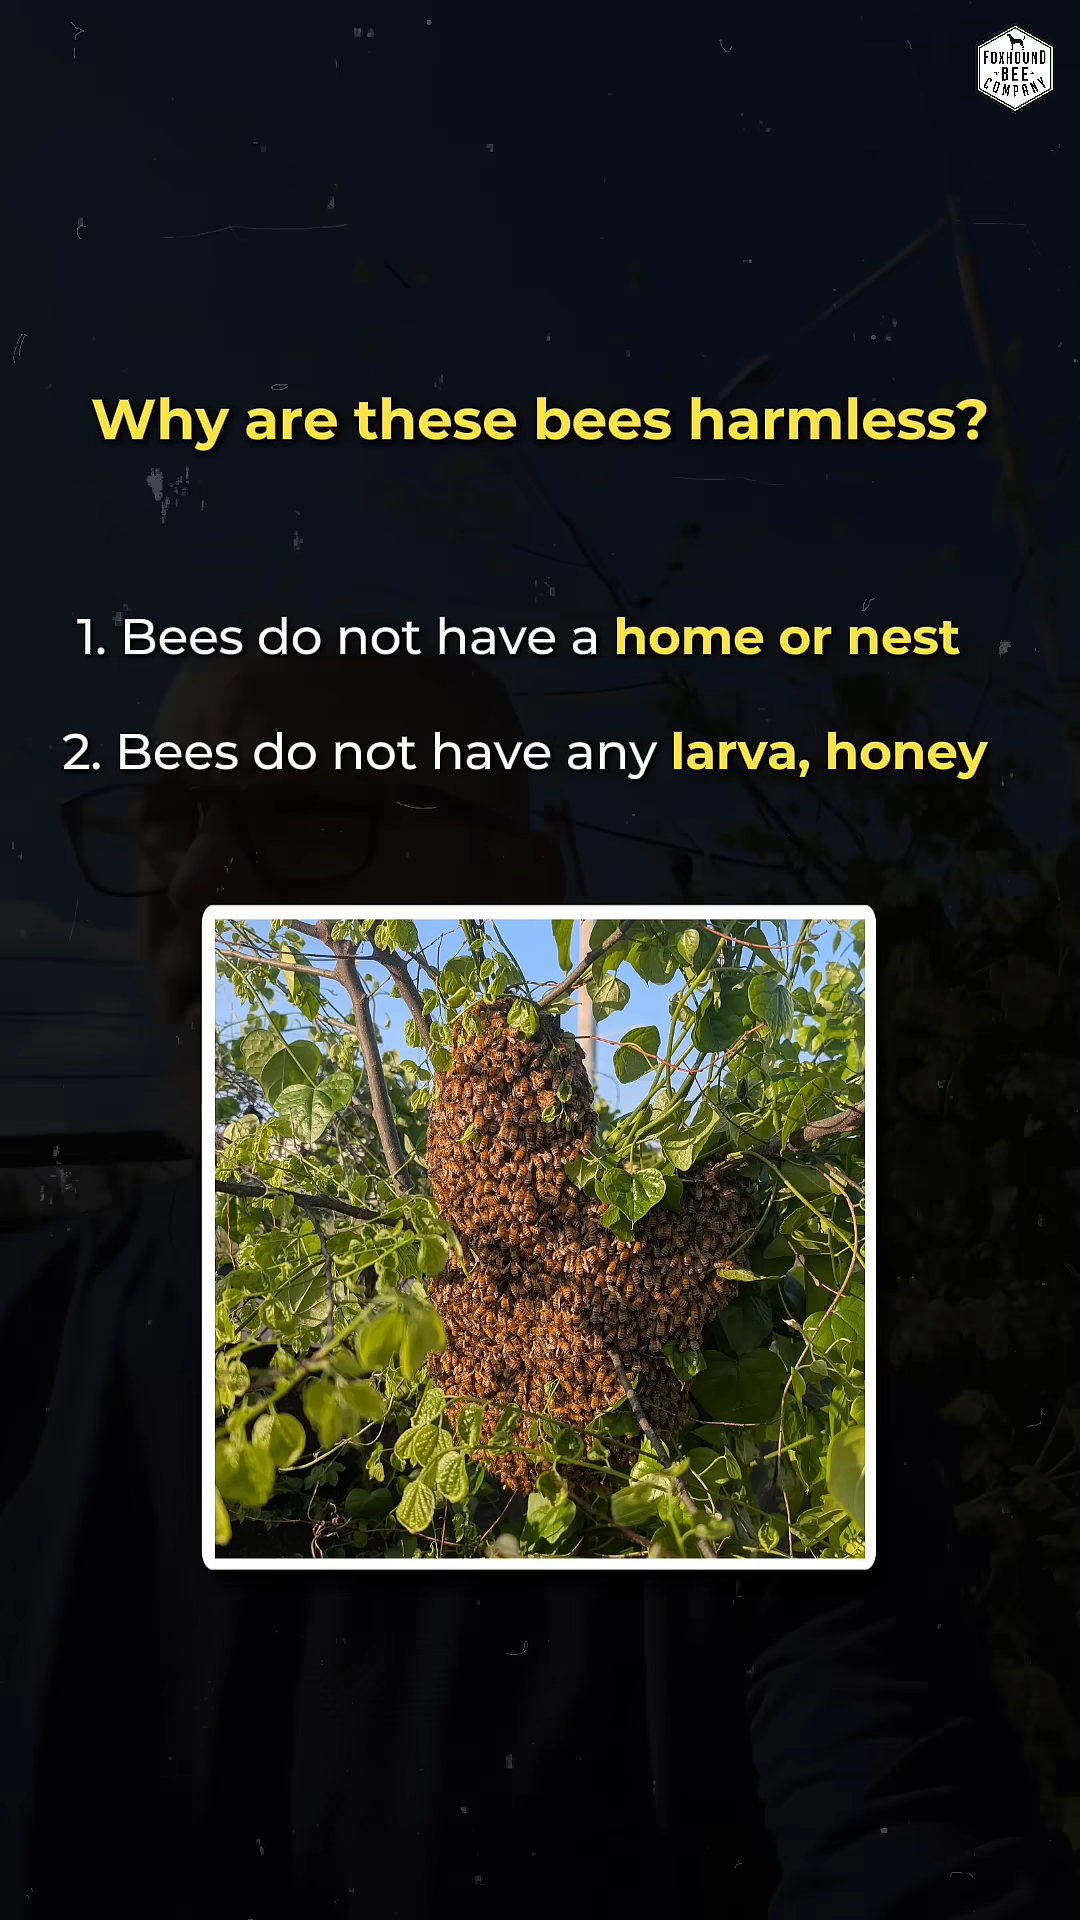 FOXHOUND
BEE
COMPANY
Why are these bees harmless?
1. Bees do not have a home or nest
2. Bees do not have any larva, honey